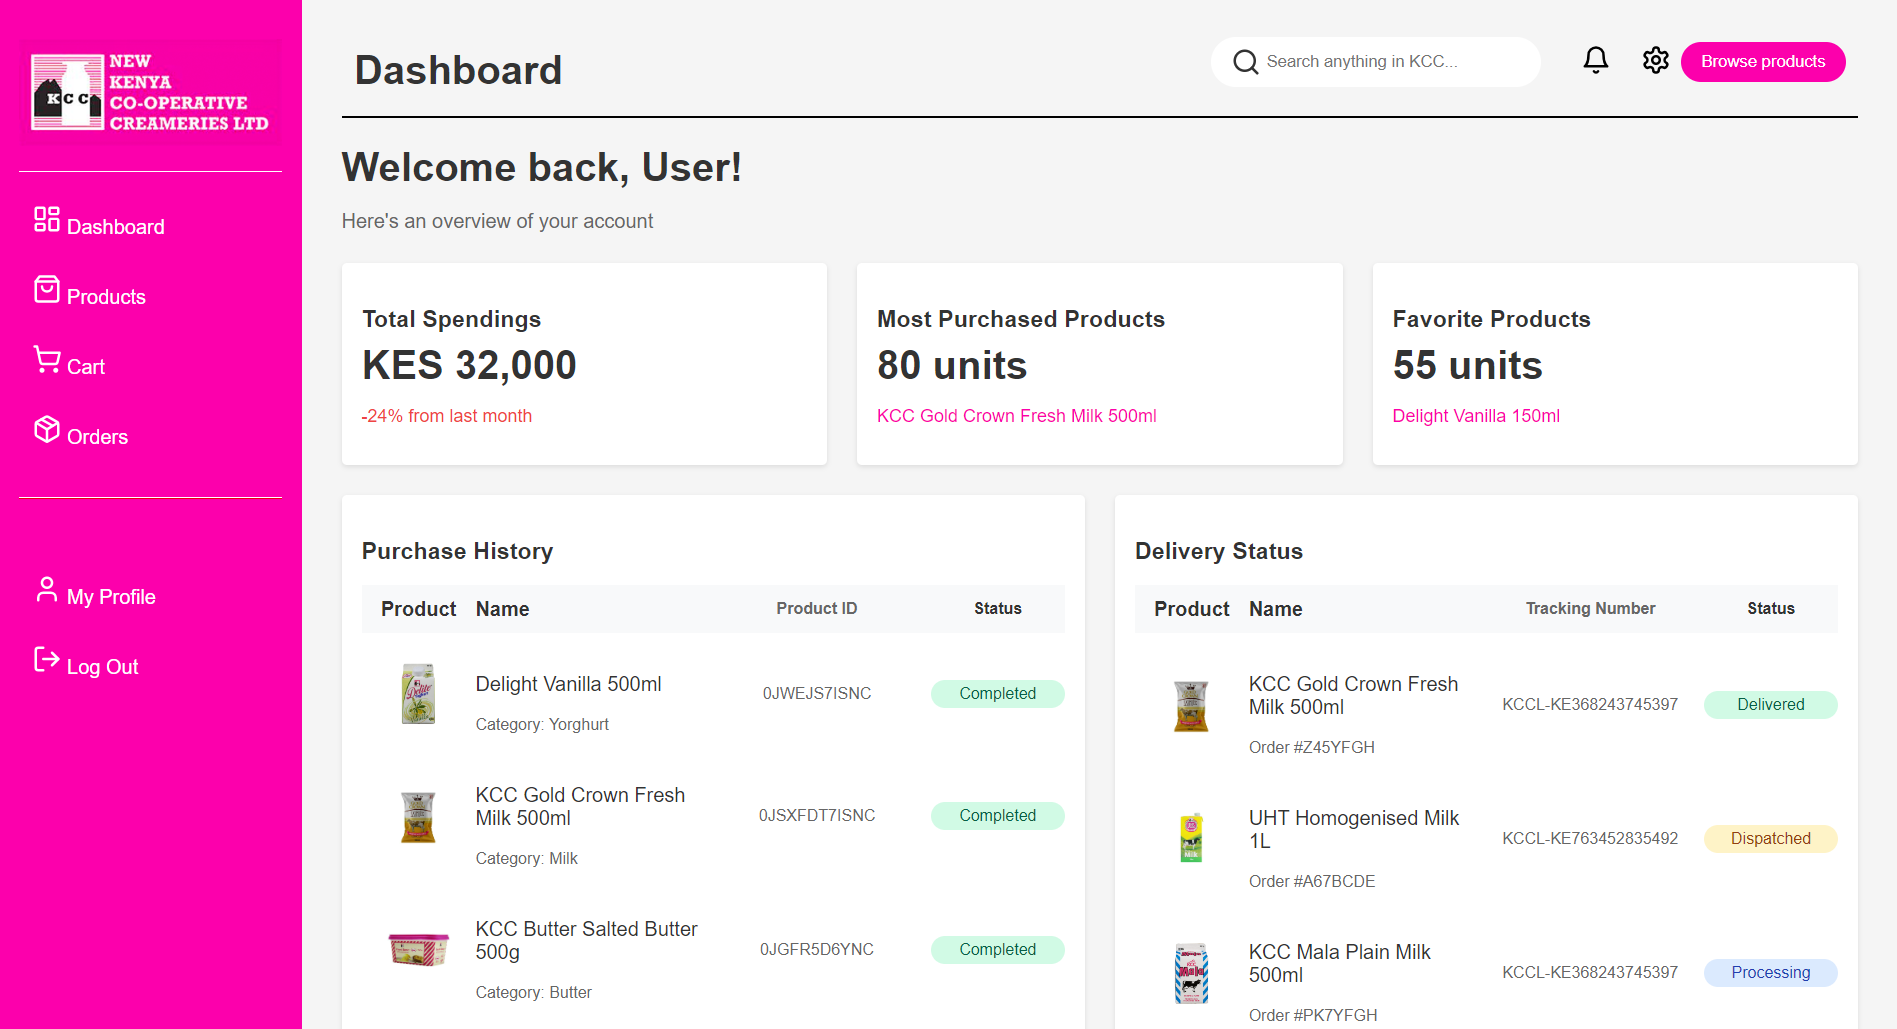 NEW
KENYA
CO-OPERATIVE
CREAMERIES LTD
KCC
Dashboard
Products
Cart
Orders
My Profile
Log Out
Dashboard
Search anything in KCC...
Browse products
Welcome back, User!
Here's an overview of your account
Total Spendings
KES 32,000
-24% from last month
Most Purchased Products
80 units
KCC Gold Crown Fresh Milk 500ml
Favorite Products
55 units
Delight Vanilla 150ml
Purchase History
Product Name Product ID Status
Delite
Delight Vanilla 500ml
Category: Yorghurt
0JWEJS7ISNC
Completed
KCC Gold Crown Fresh
Milk 500ml
Category: Milk
0JSXFDT7ISNC
Completed
KCC Butter Salted Butter
500g
Category: Butter
0JGFR5D6YNC
Completed
Delivery Status
Product Name Tracking Number Status
KCC Gold Crown Fresh
Milk 500ml
Order #Z45YFGH
KCCL-KE368243745397
Delivered
Milk
UHT Homogenised Milk
1L
Order #A67BCDE
KCCL-KE763452835492
Dispatched
Mala
KCC Mala Plain Milk
500ml
Order #PK7YFGH
KCCL-KE368243745397
Processing